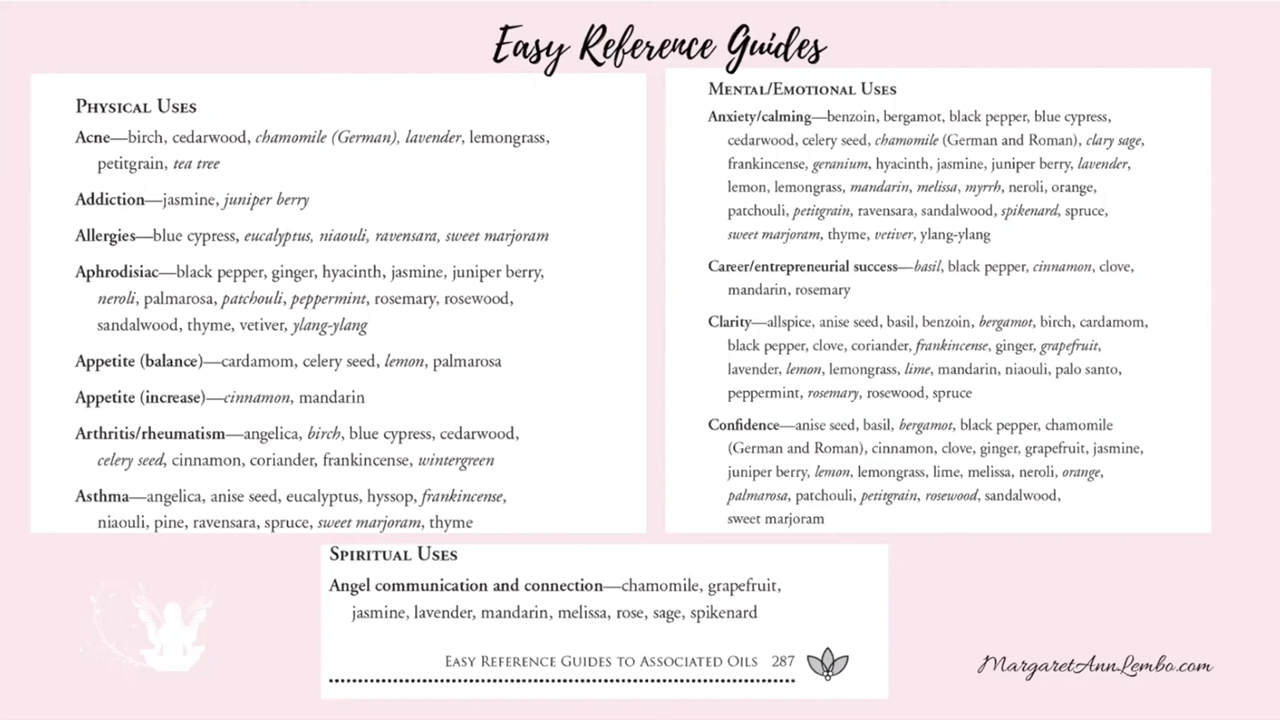 Easy Reference Guides
Physical Uses
Acne—birch, cedarwood, chamomile (German), lavender, lemongrass,
petitgrain, tea tree
Addiction—jasmine, juniper berry
Allergies—blue cypress, eucalyptus, niaouli, ravensara, sweet marjoram
Aphrodisiac—black pepper, ginger, hyacinth, jasmine, juniper berry,
neroli, palmarosa, patchouli, peppermint, rosemary, rosewood,
sandalwood, thyme, vetiver, ylang-ylang
Appetite (balance)—cardamom, celery seed, lemon, palmarosa
Appetite (increase)—cinnamon, mandarin
Arthritis/rheumatism—angelica, birch, blue cypress, cedarwood,
celery seed, cinnamon, coriander, frankincense, wintergreen
Asthma—angelica, anise seed, eucalyptus, hyssop, frankincense,
niaouli, pine, ravensara, spruce, sweet marjoram, thyme
Mental/Emotional Uses
Anxiety/calming—benzoin, bergamot, black pepper, blue cypress,
cedarwood, celery seed, chamomile (German and Roman), clary sage,
frankincense, geranium, hyacinth, jasmine, juniper berry, lavender,
lemon, lemongrass, mandarin, melissa, myrrh, neroli, orange,
patchouli, petitgrain, ravensara, sandalwood, spikenard, spruce,
sweet marjoram, thyme, vetiver, ylang-ylang
Career/entrepreneurial success—basil, black pepper, cinnamon, clove,
mandarin, rosemary
Clarity—allspice, anise seed, basil, benzoin, bergamot, birch, cardamom,
black pepper, clove, coriander, frankincense, ginger, grapefruit,
lavender, lemon, lemongrass, lime, mandarin, niaouli, palo santo,
peppermint, rosemary, rosewood, spruce
Confidence—anise seed, basil, bergamot, black pepper, chamomile
(German and Roman), cinnamon, clove, ginger, grapefruit, jasmine,
juniper berry, lemon, lemongrass, lime, melissa, neroli, orange,
palmarosa, patchouli, petitgrain, rosewood, sandalwood,
sweet marjoram
Spiritual Uses
Angel communication and connection—chamomile, grapefruit,
jasmine, lavender, mandarin, melissa, rose, sage, spikenard
Easy Reference Guides to Associated Oils 287
MargaretAnnLembo.com